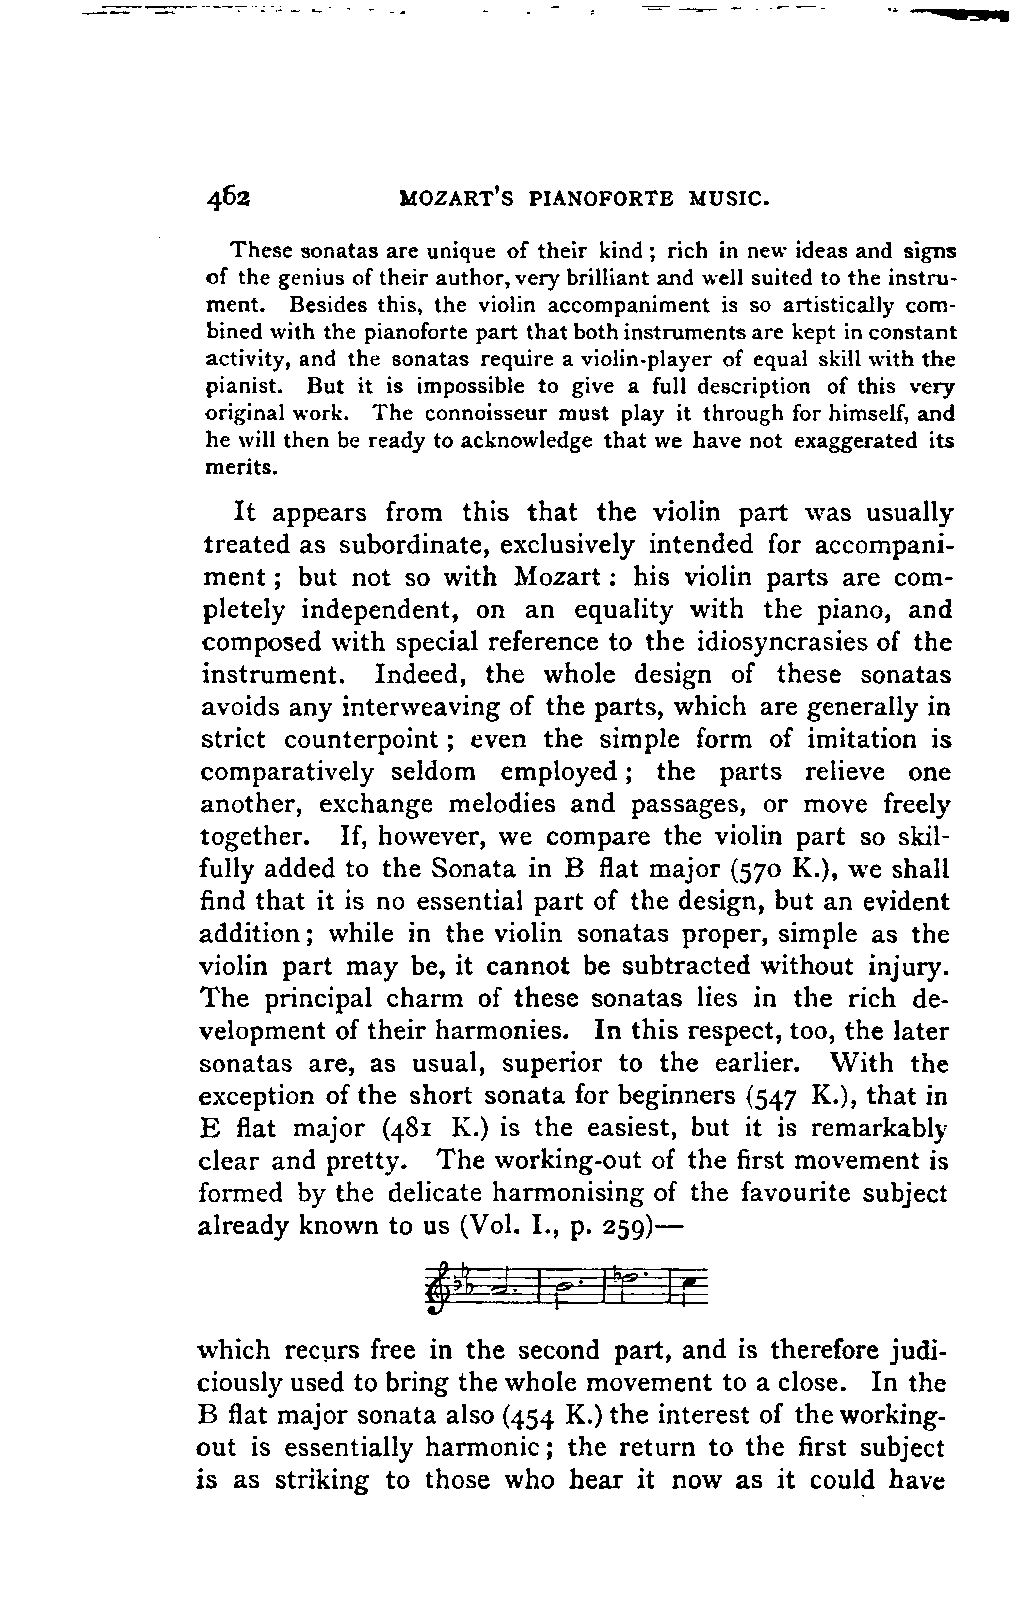 462 MOZART'S PIANOFORTE MUSIC.
These sonatas are unique of their kind; rich in new ideas and signs
of the genius of their author, very brilliant and well suited to the instru-
ment. Besides this, the violin accompaniment is so artistically com-
bined with the pianoforte part that both instruments are kept in constant
activity, and the sonatas require a violin-player of equal skill with the
pianist. But it is impossible to give a full description of this very
original work. The connoisseur must play it through for himself, and
he will then be ready to acknowledge that we have not exaggerated its
merits.
It appears from this that the violin part was usually
treated as subordinate, exclusively intended for accompani-
ment; but not so with Mozart: his violin parts are com-
pletely independent, on an equality with the piano, and
composed with special reference to the idiosyncrasies of the
instrument. Indeed, the whole design of these sonatas
avoids any interweaving of the parts, which are generally in
strict counterpoint; even the simple form of imitation is
comparatively seldom employed; the parts relieve one
another, exchange melodies and passages, or move freely
together. If, however, we compare the violin part so skil-
fully added to the Sonata in B flat major (570 K.), we shall
find that it is no essential part of the design, but an evident
addition; while in the violin sonatas proper, simple as the
violin part may be, it cannot be subtracted without injury.
The principal charm of these sonatas lies in the rich de-
velopment of their harmonies. In this respect, too, the later
sonatas are, as usual, superior to the earlier. With the
exception of the short sonata for beginners (547 K.), that in
E flat major (481 K.) is the easiest, but it is remarkably
clear and pretty. The working-out of the first movement is
formed by the delicate harmonising of the favourite subject
already known to us (Vol. I., p. 259)—
which recurs free in the second part, and is therefore judi-
ciously used to bring the whole movement to a close. In the
B flat major sonata also (454 K.) the interest of the working-
out is essentially harmonic; the return to the first subject
is as striking to those who hear it now as it could have